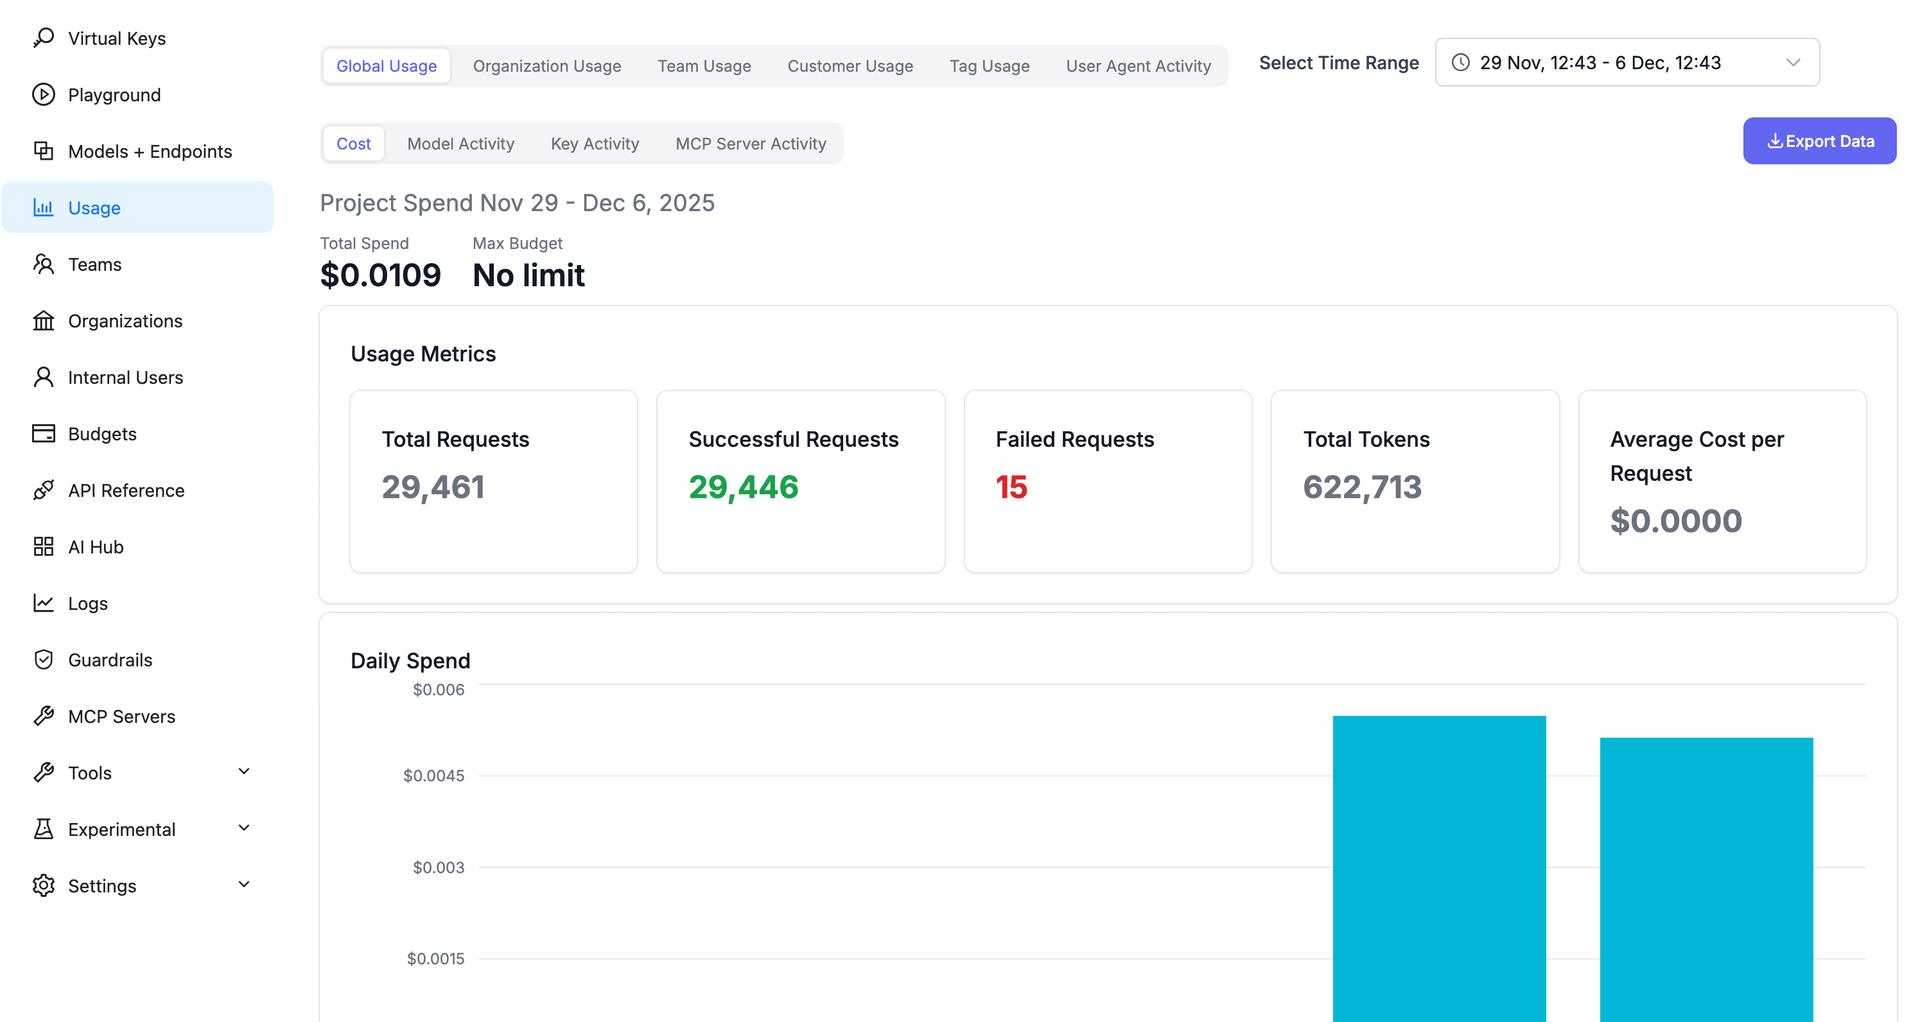 Virtual Keys
Playground
Models + Endpoints
Usage
Teams
Organizations
Internal Users
Budgets
API Reference
AI Hub
Logs
Guardrails
MCP Servers
Tools
Experimental
Settings
Global Usage Organization Usage Team Usage Customer Usage Tag Usage User Agent Activity
Select Time Range 29 Nov, 12:43 - 6 Dec, 12:43
Cost Model Activity Key Activity MCP Server Activity
Export Data
Project Spend Nov 29 - Dec 6, 2025
Total Spend Max Budget
$0.0109 No limit
Usage Metrics
Total Requests
29,461
Successful Requests
29,446
Failed Requests
15
Total Tokens
622,713
Average Cost per
Request
$0.0000
Daily Spend
$0.006
$0.0045
$0.003
$0.0015